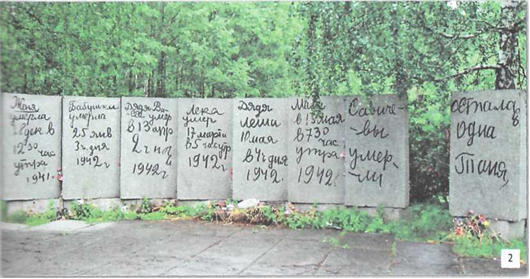 Женя
умерла
28 дек в
12 30
час
утра
1941 г
Бабушка
умерла
25 янв
3 ч дня
1942 г
Дядя Ва-
ся умер
в 13 апр
2 ч
1942 г
Лека
умер
17 марта
в 5 час утр
1942 г
Дядя
Леша
10 мая
в 4 ч дня
1942
Мама
в 13 мая
в 7 30
час
утра
1942
Савиче-
вы
умер-
ли
осталась
одна
Таня
2